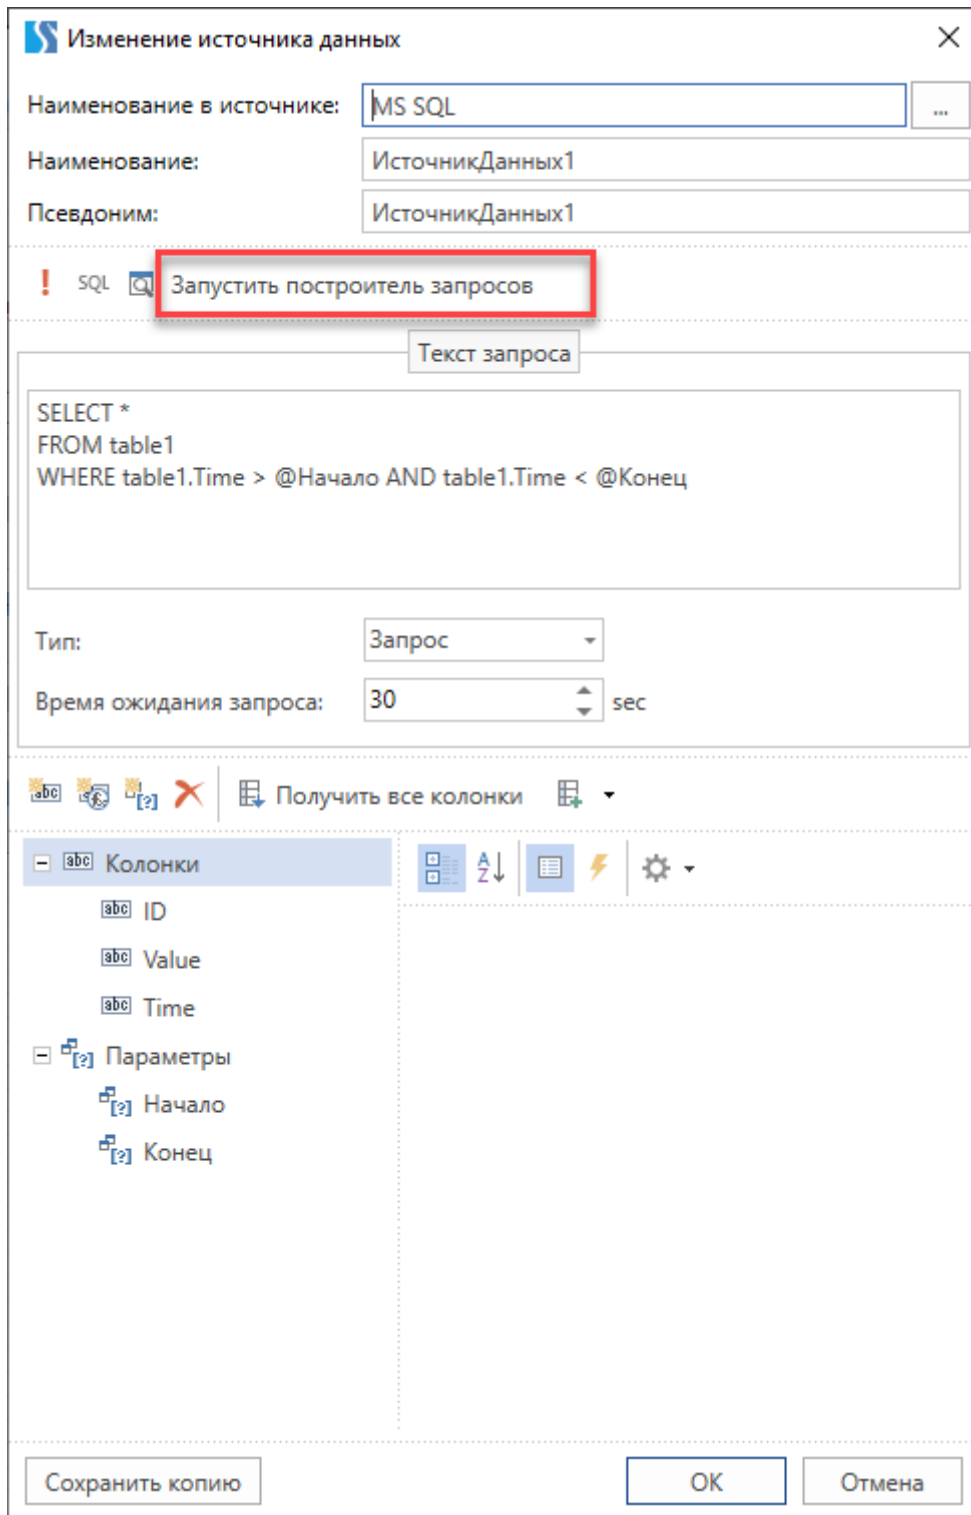 Изменение источника данных
Наименование в источнике: MS SQL ...
Наименование: ИсточникДанных1
Псевдоним: ИсточникДанных1
! SQL Запустить построитель запросов
Текст запроса
SELECT *
FROM table1
WHERE table1.Time > @Начало AND table1.Time < @Конец
Тип: Запрос
Время ожидания запроса: 30 sec
Получить все колонки
Колонки
ID
Value
Time
Параметры
Начало
Конец
Сохранить копию OK Отмена